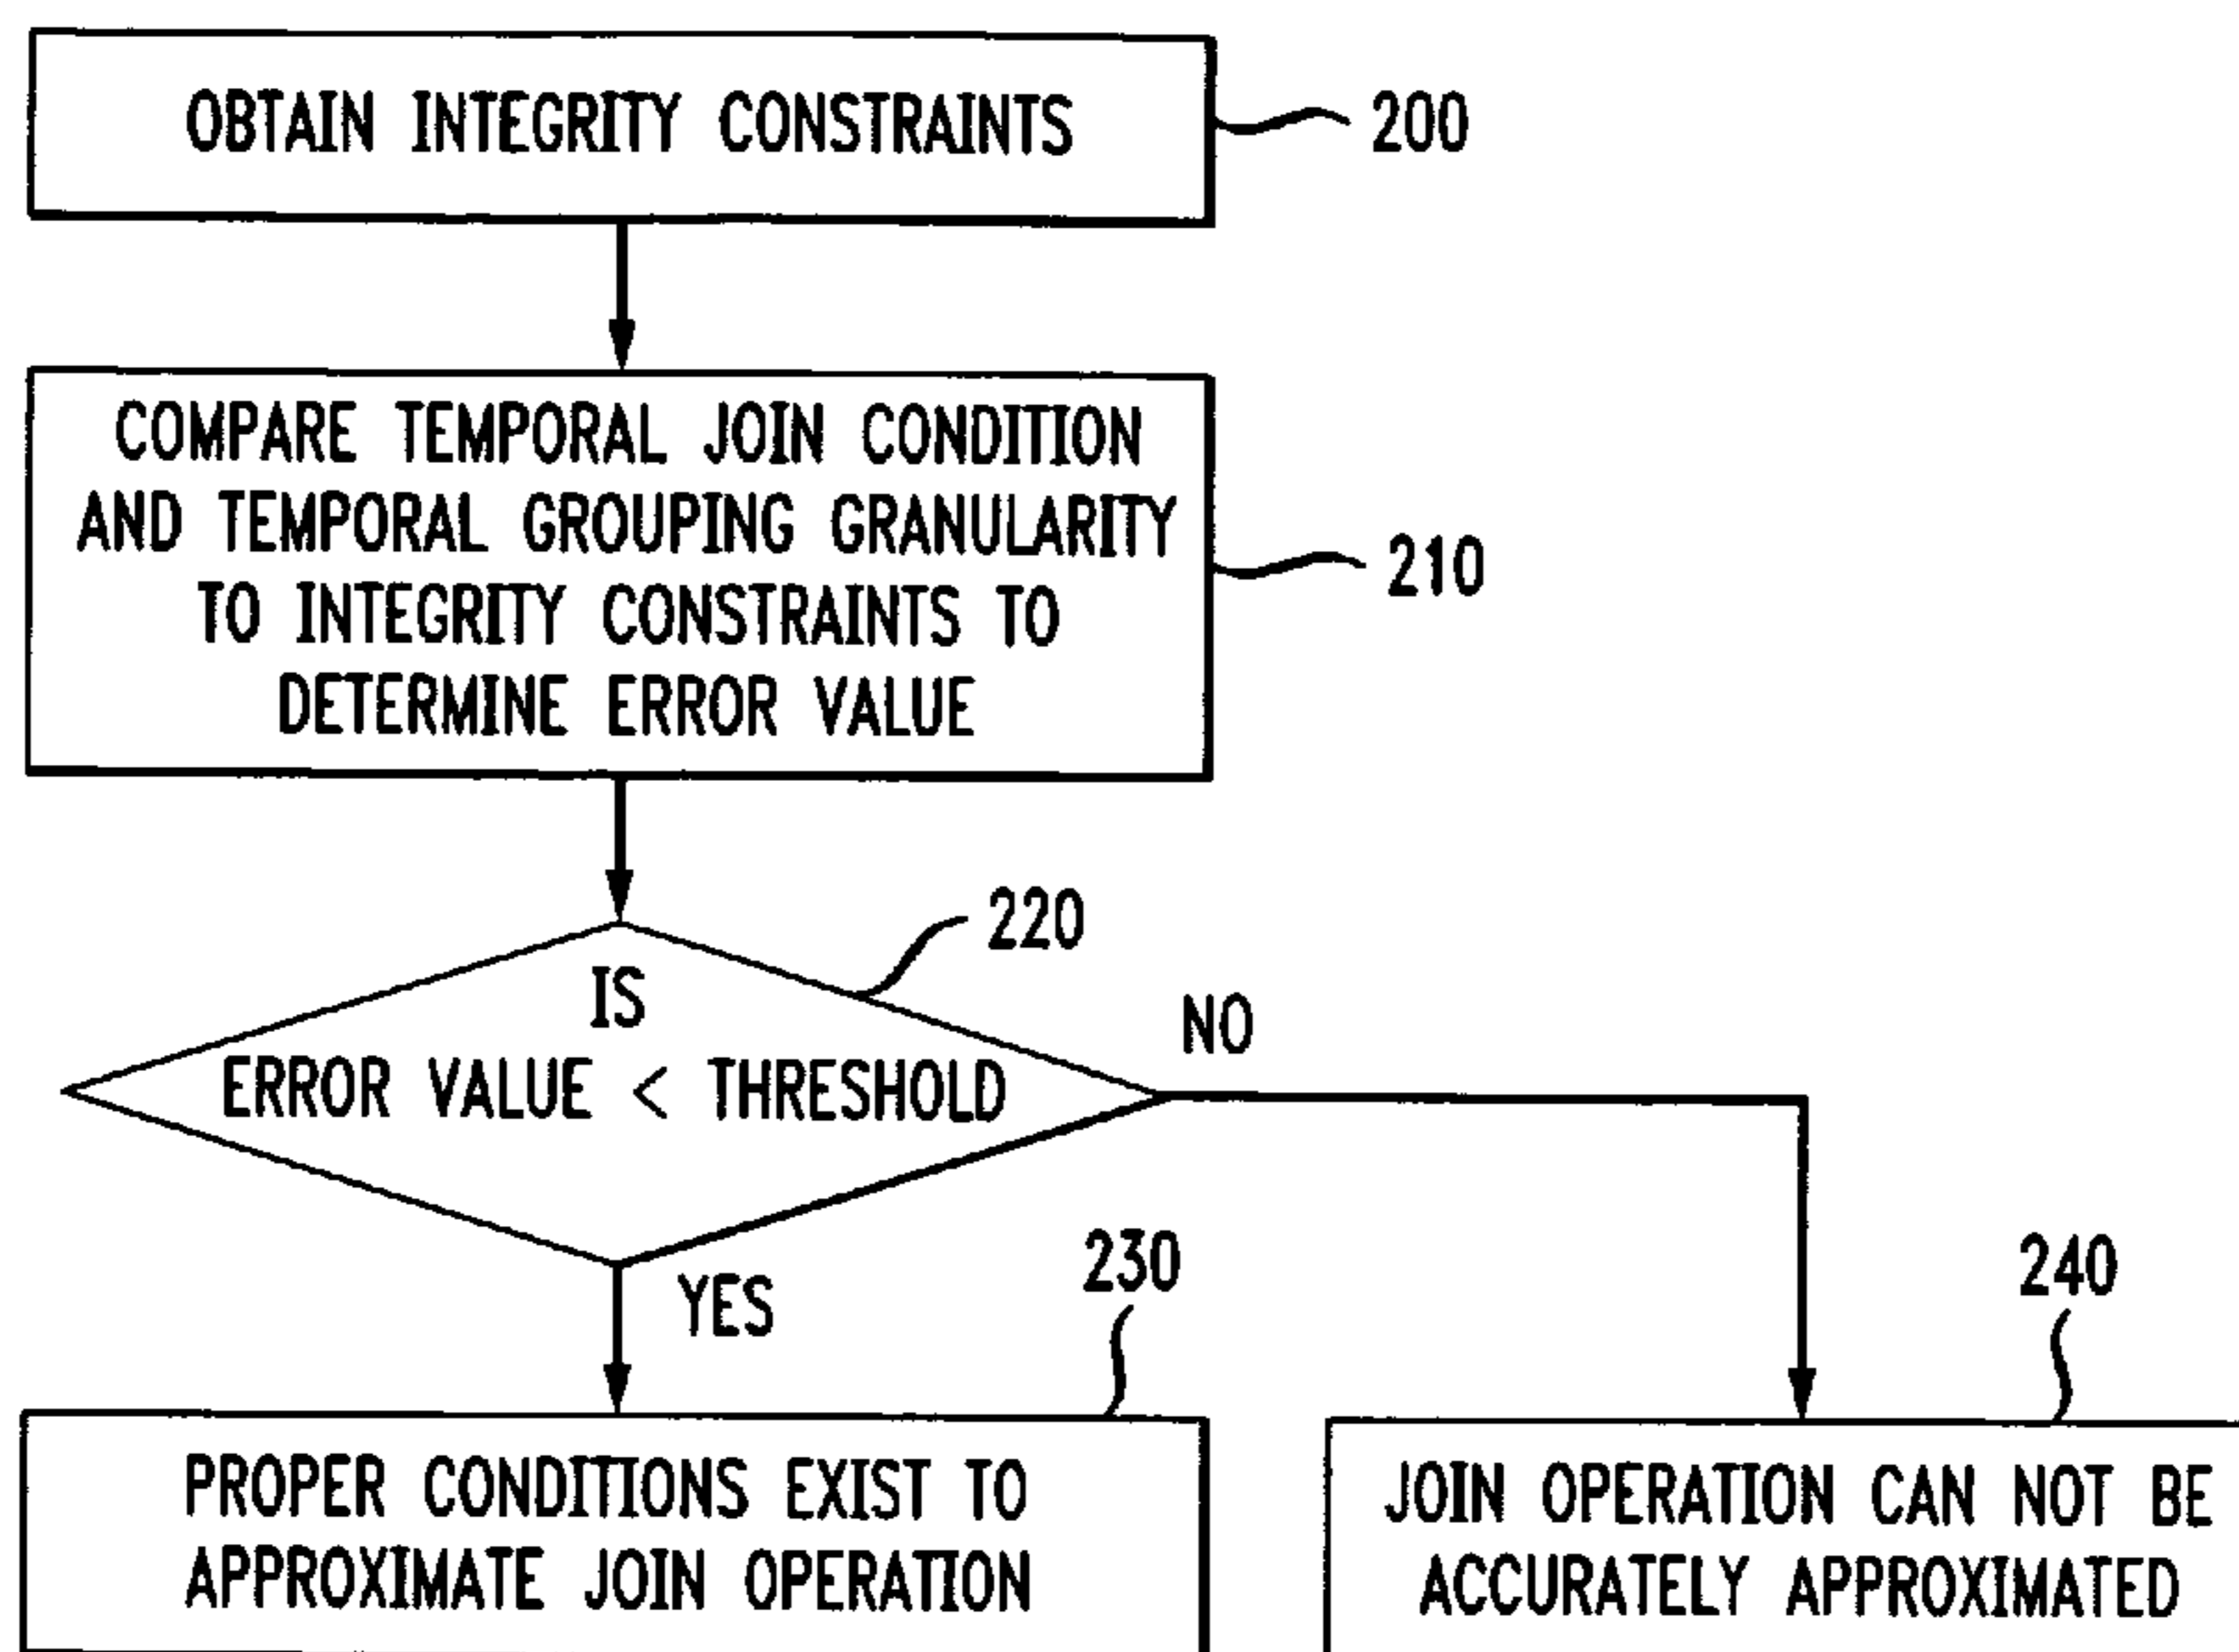 OBTAIN INTEGRITY CONSTRAINTS
200
COMPARE TEMPORAL JOIN CONDITION
AND TEMPORAL GROUPING GRANULARITY
TO INTEGRITY CONSTRAINTS TO
DETERMINE ERROR VALUE
210
220
IS
ERROR VALUE < THRESHOLD
NO
YES
230
PROPER CONDITIONS EXIST TO
APPROXIMATE JOIN OPERATION
240
JOIN OPERATION CAN NOT BE
ACCURATELY APPROXIMATED